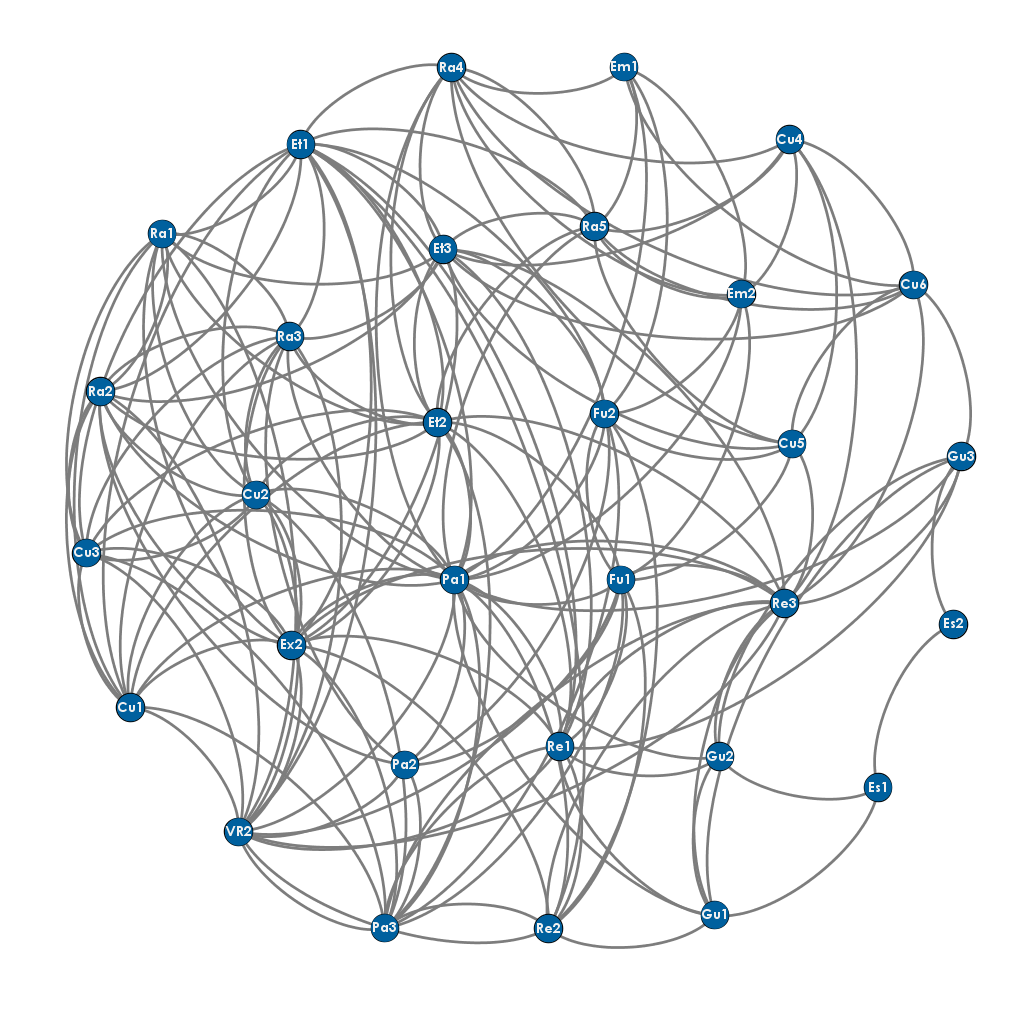 Ra4
Em1
Cu4
Et1
Ra5
Ra1
Et3
Cu6
Em2
Ra3
Ra2
Fu2
Et2
Cu5
Gu3
Cu2
Cu3
Pa1
Fu1
Re3
Es2
Ex2
Cu1
Re1
Gu2
Pa2
Es1
VR2
Gu1
Pa3
Re2